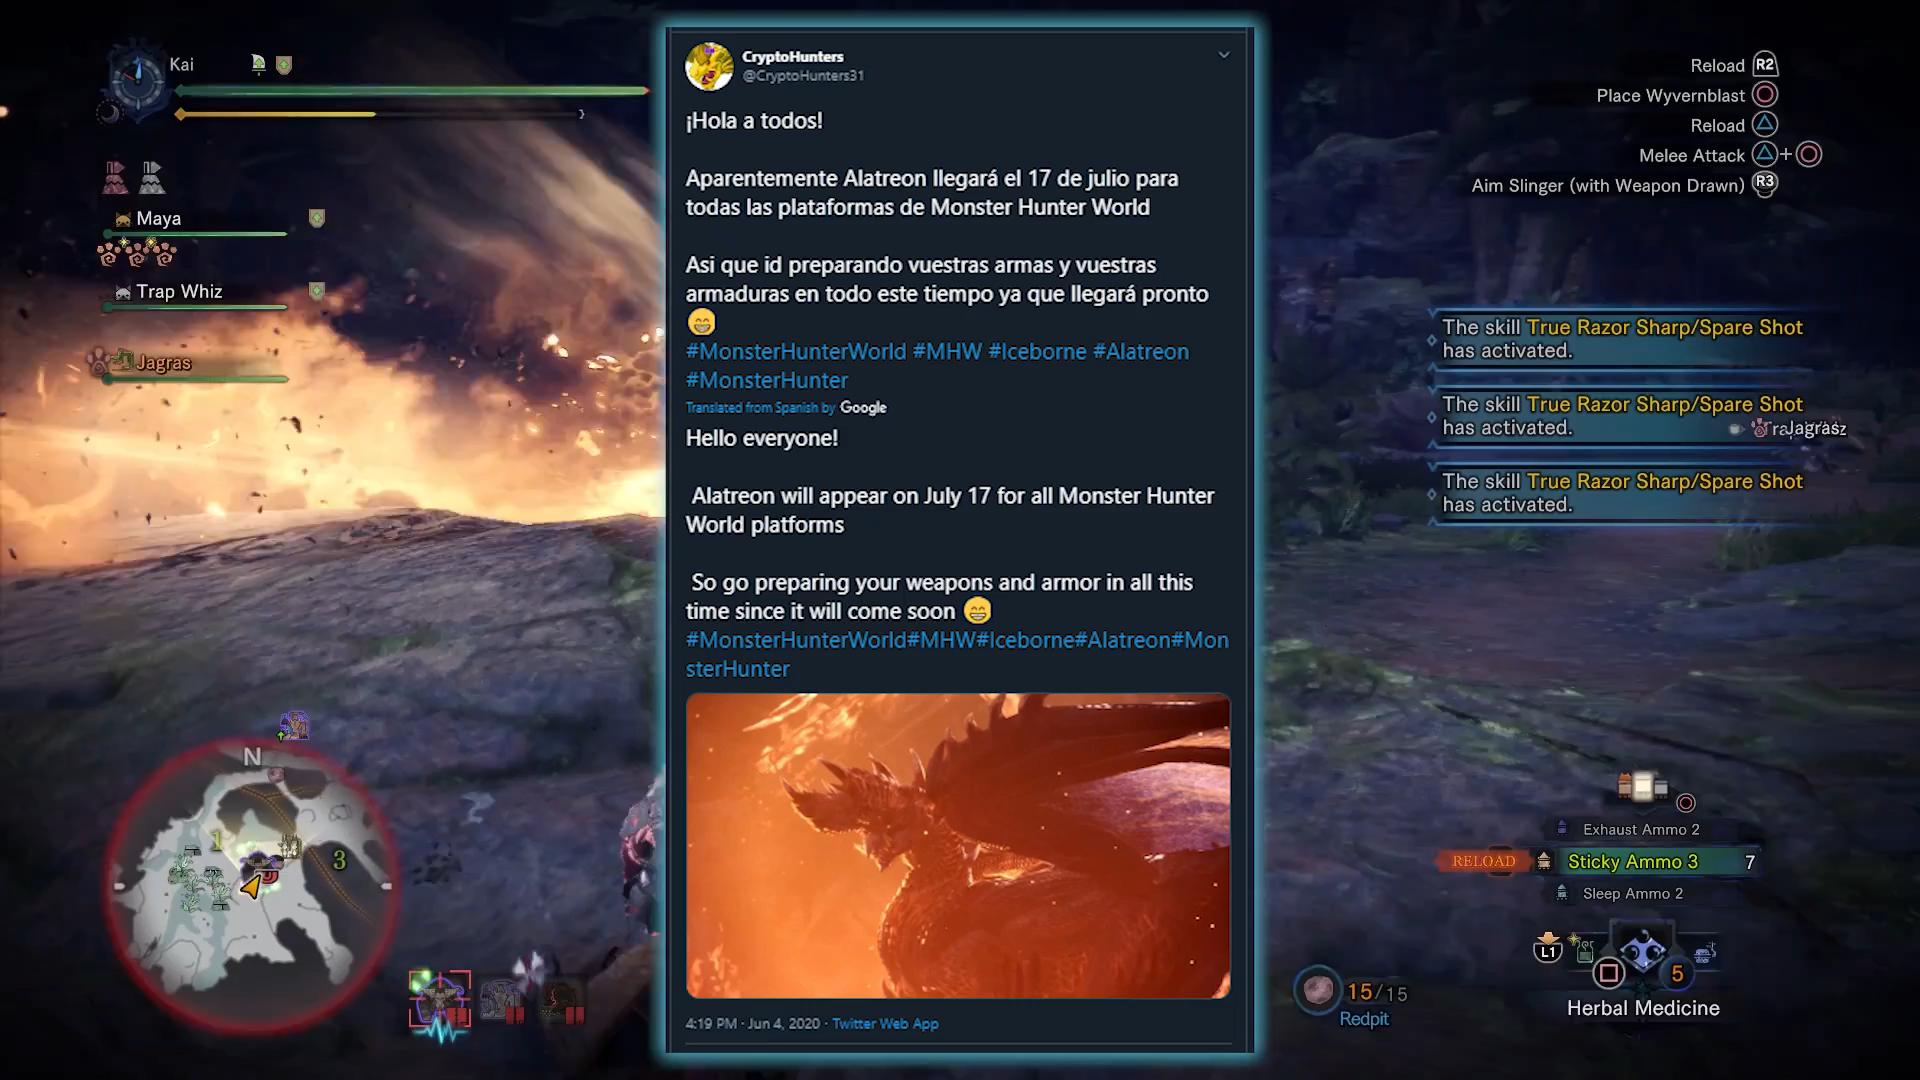 Kai
Maya
Trap Whiz
Jagras
N
1
3
CryptoHunters
@CryptoHunters31
¡Hola a todos!
Aparentemente Alatreon llegará el 17 de julio para
todas las plataformas de Monster Hunter World
Asi que id preparando vuestras armas y vuestras
armaduras en todo este tiempo ya que llegará pronto
😁
#MonsterHunterWorld #MHW #Iceborne #Alatreon
#MonsterHunter
Translated from Spanish by Google
Hello everyone!
Alatreon will appear on July 17 for all Monster Hunter
World platforms
So go preparing your weapons and armor in all this
time since it will come soon 😁
#MonsterHunterWorld#MHW#Iceborne#Alatreon#Mon
sterHunter
4:19 PM · Jun 4, 2020 · Twitter Web App
Reload R2
Place Wyvernblast
Reload
Melee Attack +
Aim Slinger (with Weapon Drawn) R3
The skill True Razor Sharp/Spare Shot
has activated.
The skill True Razor Sharp/Spare Shot
has activated.
Jagras
The skill True Razor Sharp/Spare Shot
has activated.
Exhaust Ammo 2
RELOAD Sticky Ammo 3 7
Sleep Ammo 2
L1
5
Herbal Medicine
15/15
Redpit